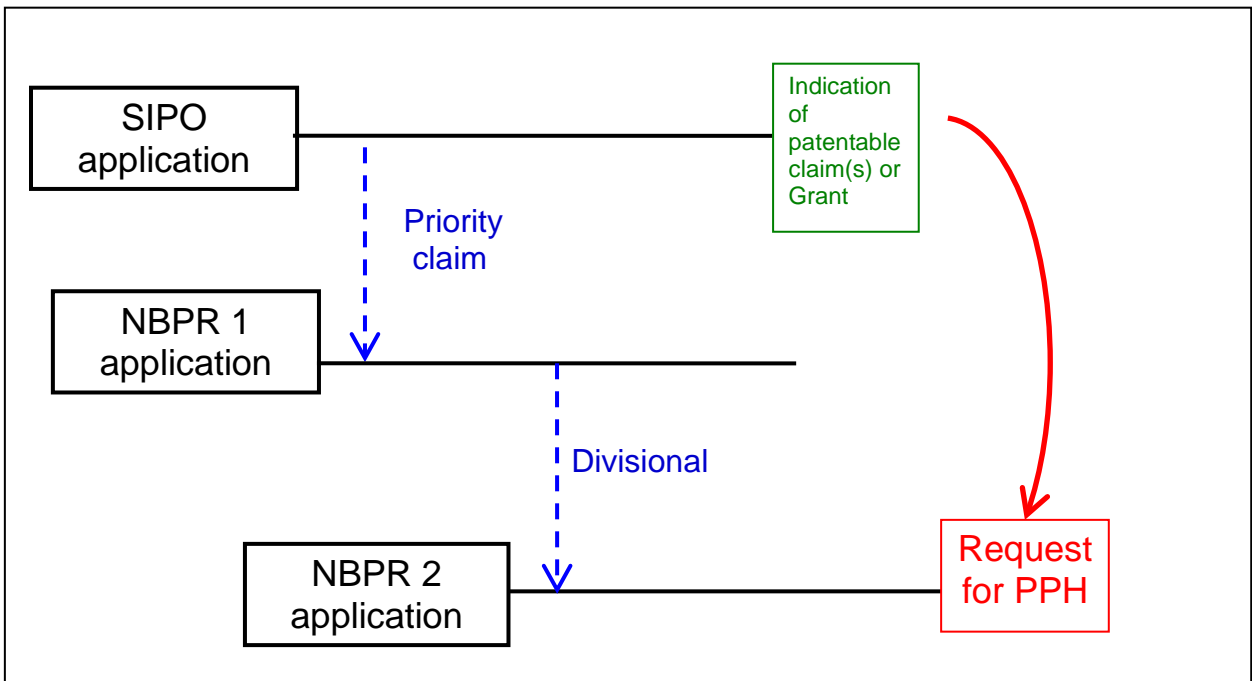 SIPO
application
Indication
of
patentable
claim(s) or
Grant
Priority
claim
NBPR 1
application
Divisional
NBPR 2
application
Request
for PPH